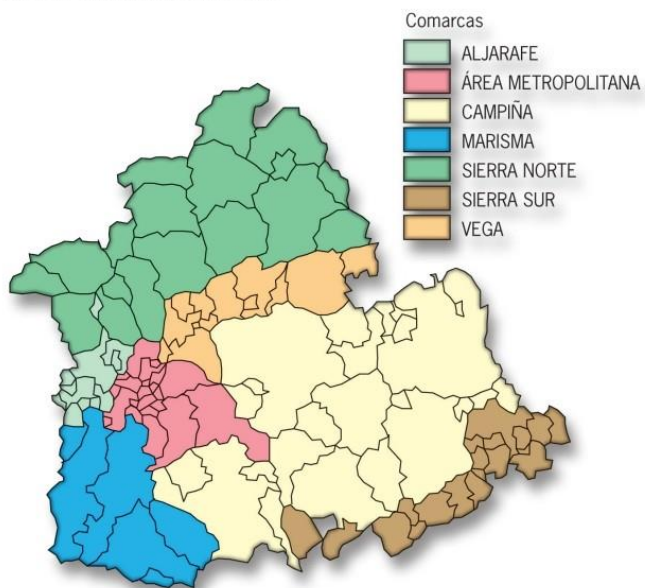 Comarcas
ALJARAFE
ÁREA METROPOLITANA
CAMPIÑA
MARISMA
SIERRA NORTE
SIERRA SUR
VEGA